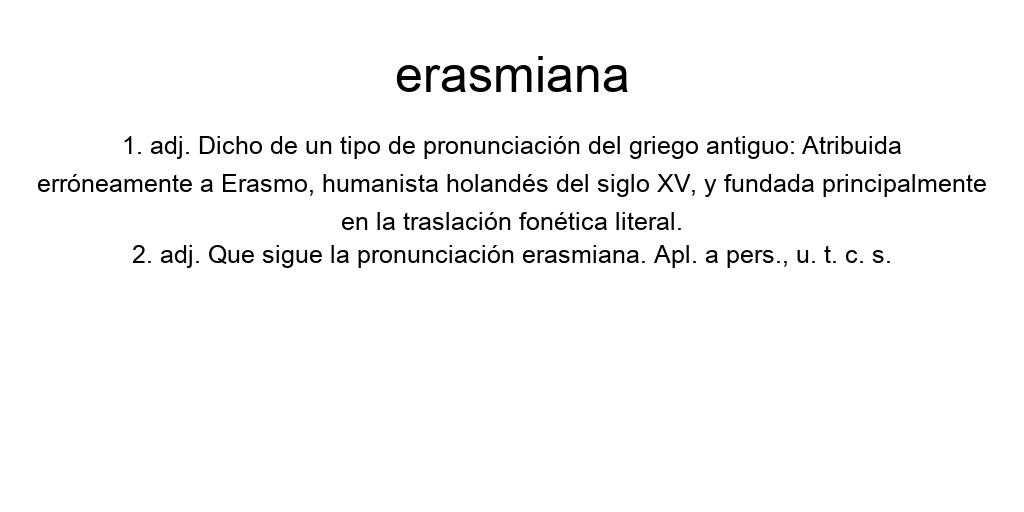 erasmiana
1. adj. Dicho de un tipo de pronunciación del griego antiguo: Atribuida
erróneamente a Erasmo, humanista holandés del siglo XV, y fundada principalmente
en la traslación fonética literal.
2. adj. Que sigue la pronunciación erasmiana. Apl. a pers., u. t. c. s.